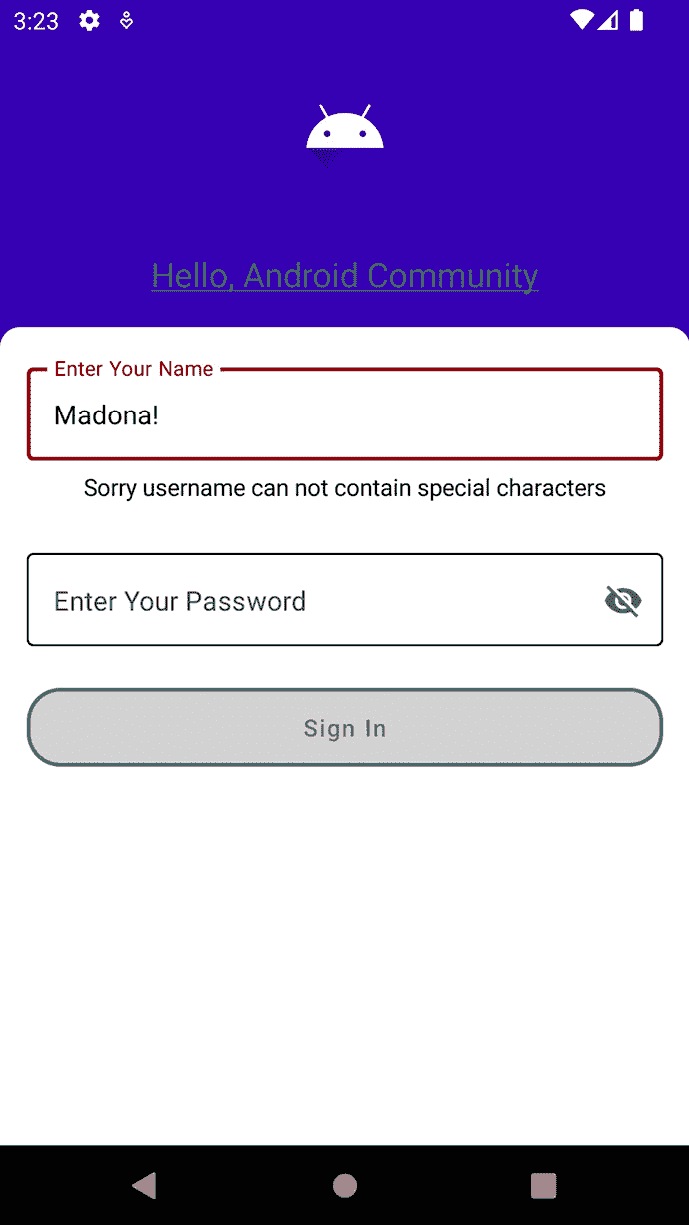 3:23
Hello, Android Community
Enter Your Name
Madona!
Sorry username can not contain special characters
Enter Your Password
Sign In